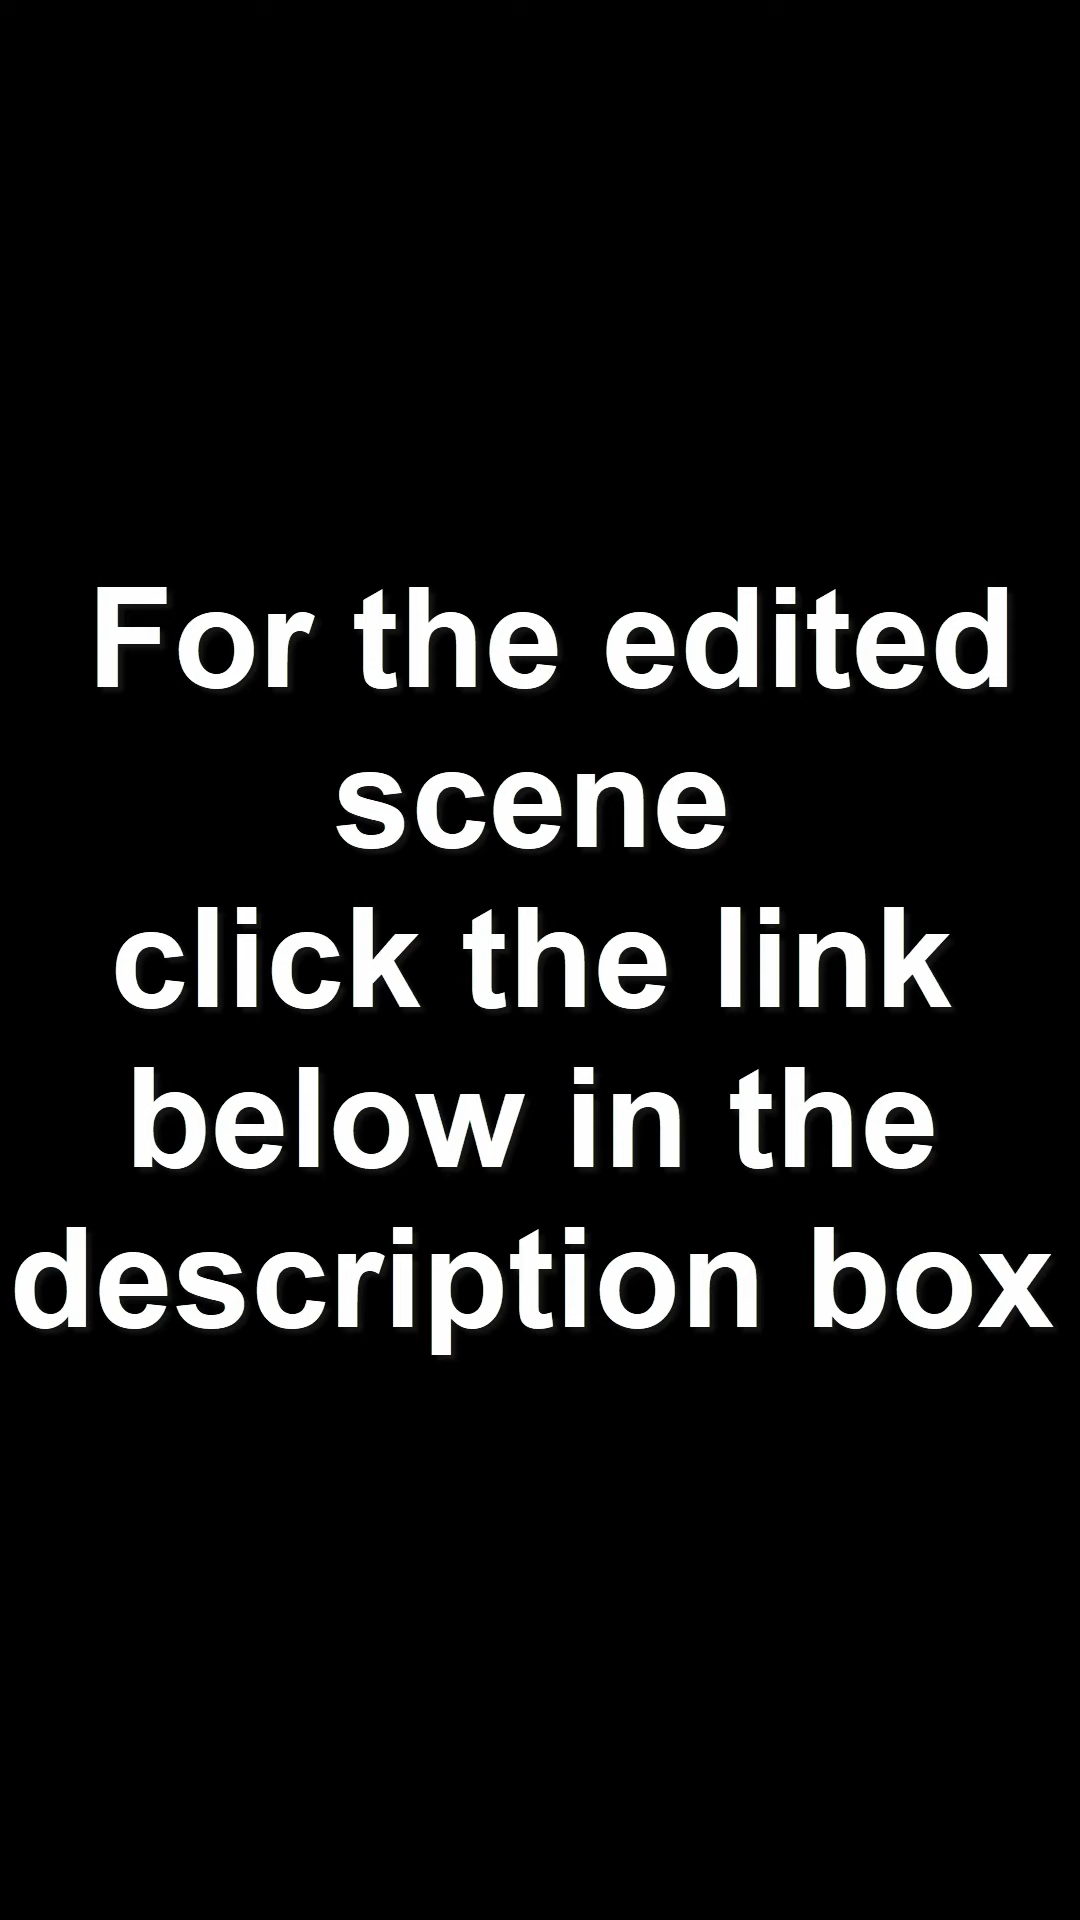 For the edited
scene
click the link
below in the
description box